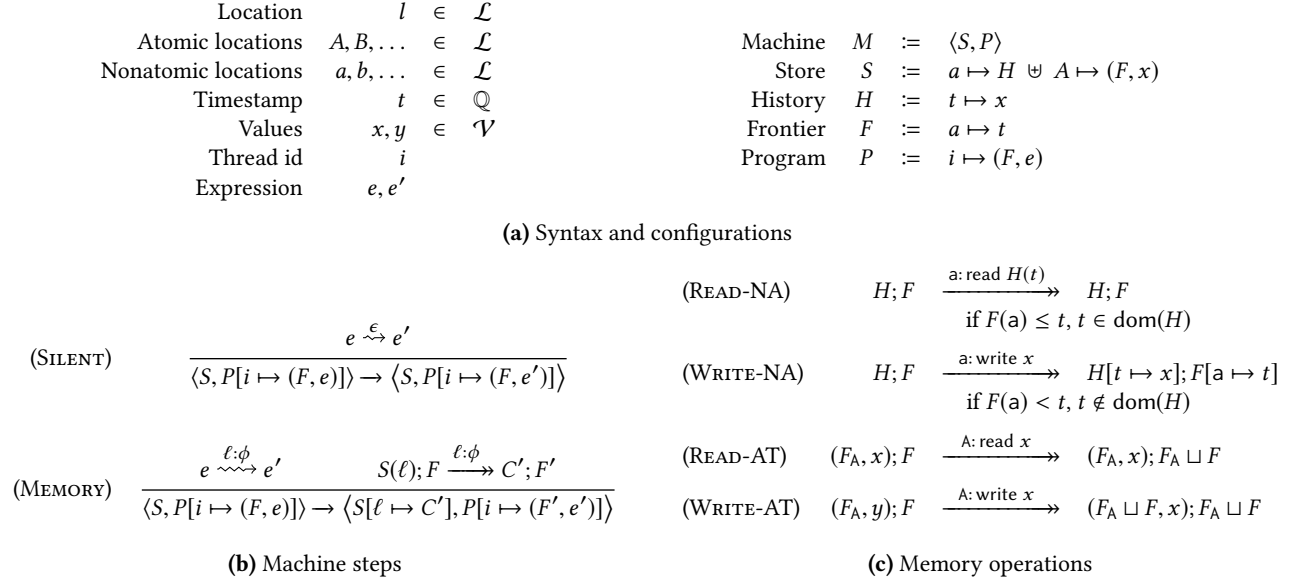 Location l ∈ 𝓛
Atomic locations A, B, . . . ∈ 𝓛
Nonatomic locations a, b, . . . ∈ 𝓛
Timestamp t ∈ ℚ
Values x, y ∈ 𝓥
Thread id i
Expression e, e′
Machine M ≔ ⟨S, P⟩
Store S ≔ a ↦ H ⊎ A ↦ (F, x)
History H ≔ t ↦ x
Frontier F ≔ a ↦ t
Program P ≔ i ↦ (F, e)
(a) Syntax and configurations
e ϵ⇝ e′
(Silent)
⟨S, P[i ↦ (F, e)]⟩ → ⟨S, P[i ↦ (F, e′)]⟩
e ℓ:ϕ⇝ e′ S(ℓ); F ℓ:ϕ↠ C′; F′
(Memory)
⟨S, P[i ↦ (F, e)]⟩ → ⟨S[ℓ ↦ C′], P[i ↦ (F′, e′)]⟩
(b) Machine steps
(Read-NA) H; F a: read H(t)↠ H; F
if F(a) ≤ t, t ∈ dom(H)
(Write-NA) H; F a: write x↠ H[t ↦ x]; F[a ↦ t]
if F(a) < t, t ∉ dom(H)
(Read-AT) (F_A, x); F A: read x↠ (F_A, x); F_A ⊔ F
(Write-AT) (F_A, y); F A: write x↠ (F_A ⊔ F, x); F_A ⊔ F
(c) Memory operations